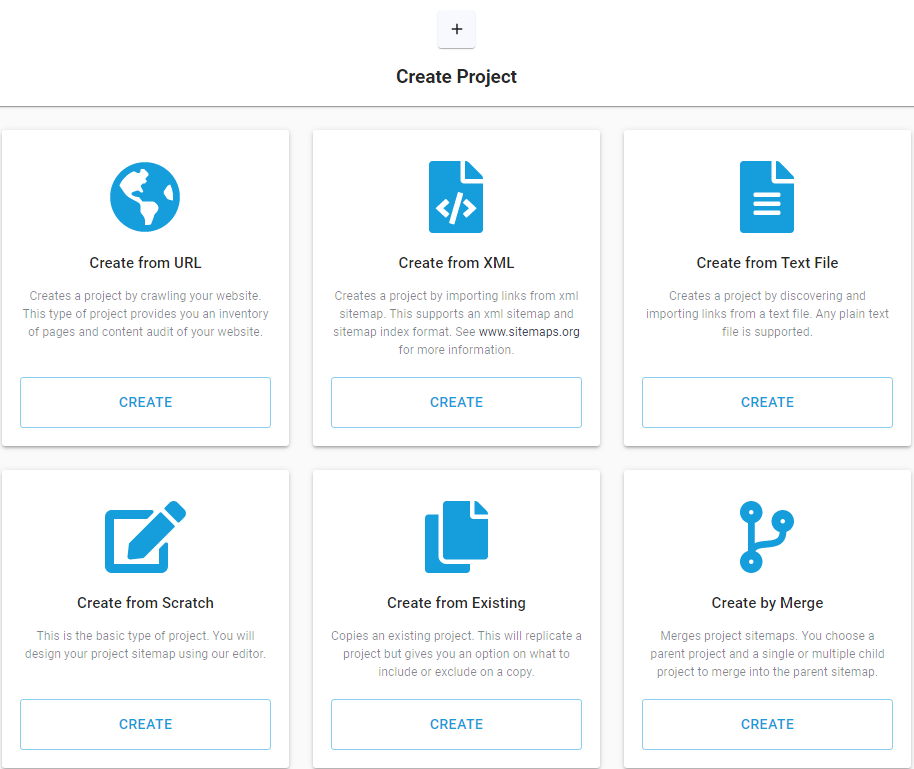 +
Create Project
Create from URL
Creates a project by crawling your website.
This type of project provides you an inventory
of pages and content audit of your website.
CREATE
Create from XML
Creates a project by importing links from xml
sitemap. This supports an xml sitemap and
sitemap index format. See www.sitemaps.org
for more information.
CREATE
Create from Text File
Creates a project by discovering and
importing links from a text file. Any plain text
file is supported.
CREATE
Create from Scratch
This is the basic type of project. You will
design your project sitemap using our editor.
CREATE
Create from Existing
Copies an existing project. This will replicate a
project but gives you an option on what to
include or exclude on a copy.
CREATE
Create by Merge
Merges project sitemaps. You choose a
parent project and a single or multiple child
project to merge into the parent sitemap.
CREATE